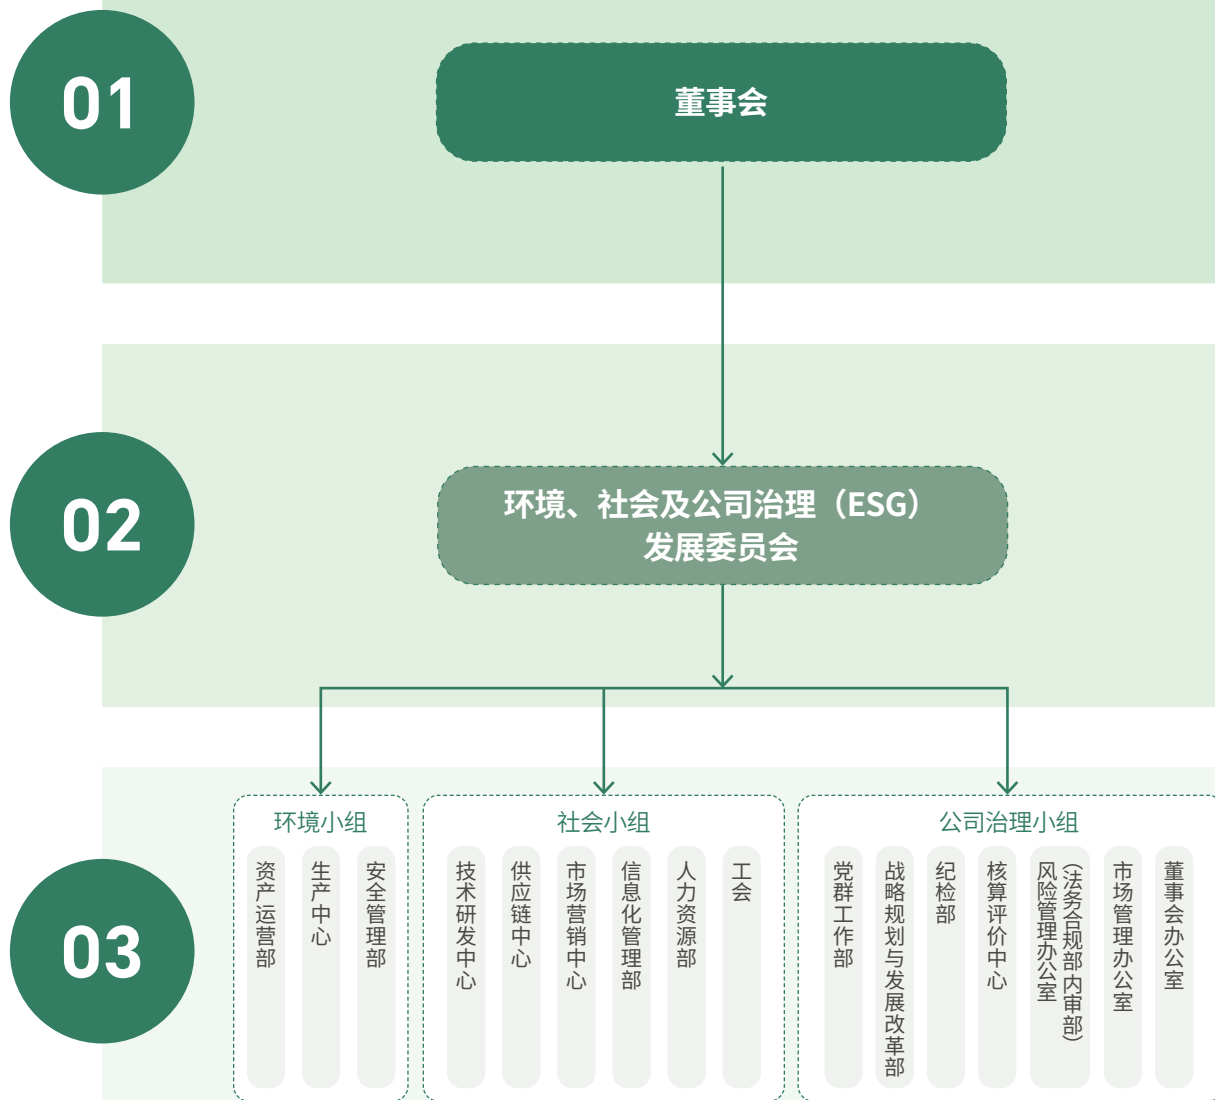 01
董事会
02
环境、社会及公司治理（ESG）
发展委员会
03
环境小组
资产运营部
生产中心
安全管理部
社会小组
技术研发中心
供应链中心
市场营销中心
信息化管理部
人力资源部
工会
公司治理小组
党群工作部
战略规划与发展改革部
纪检部
核算评价中心
风险管理办公室
（法务合规部 内审部）
市场管理办公室
董事会办公室